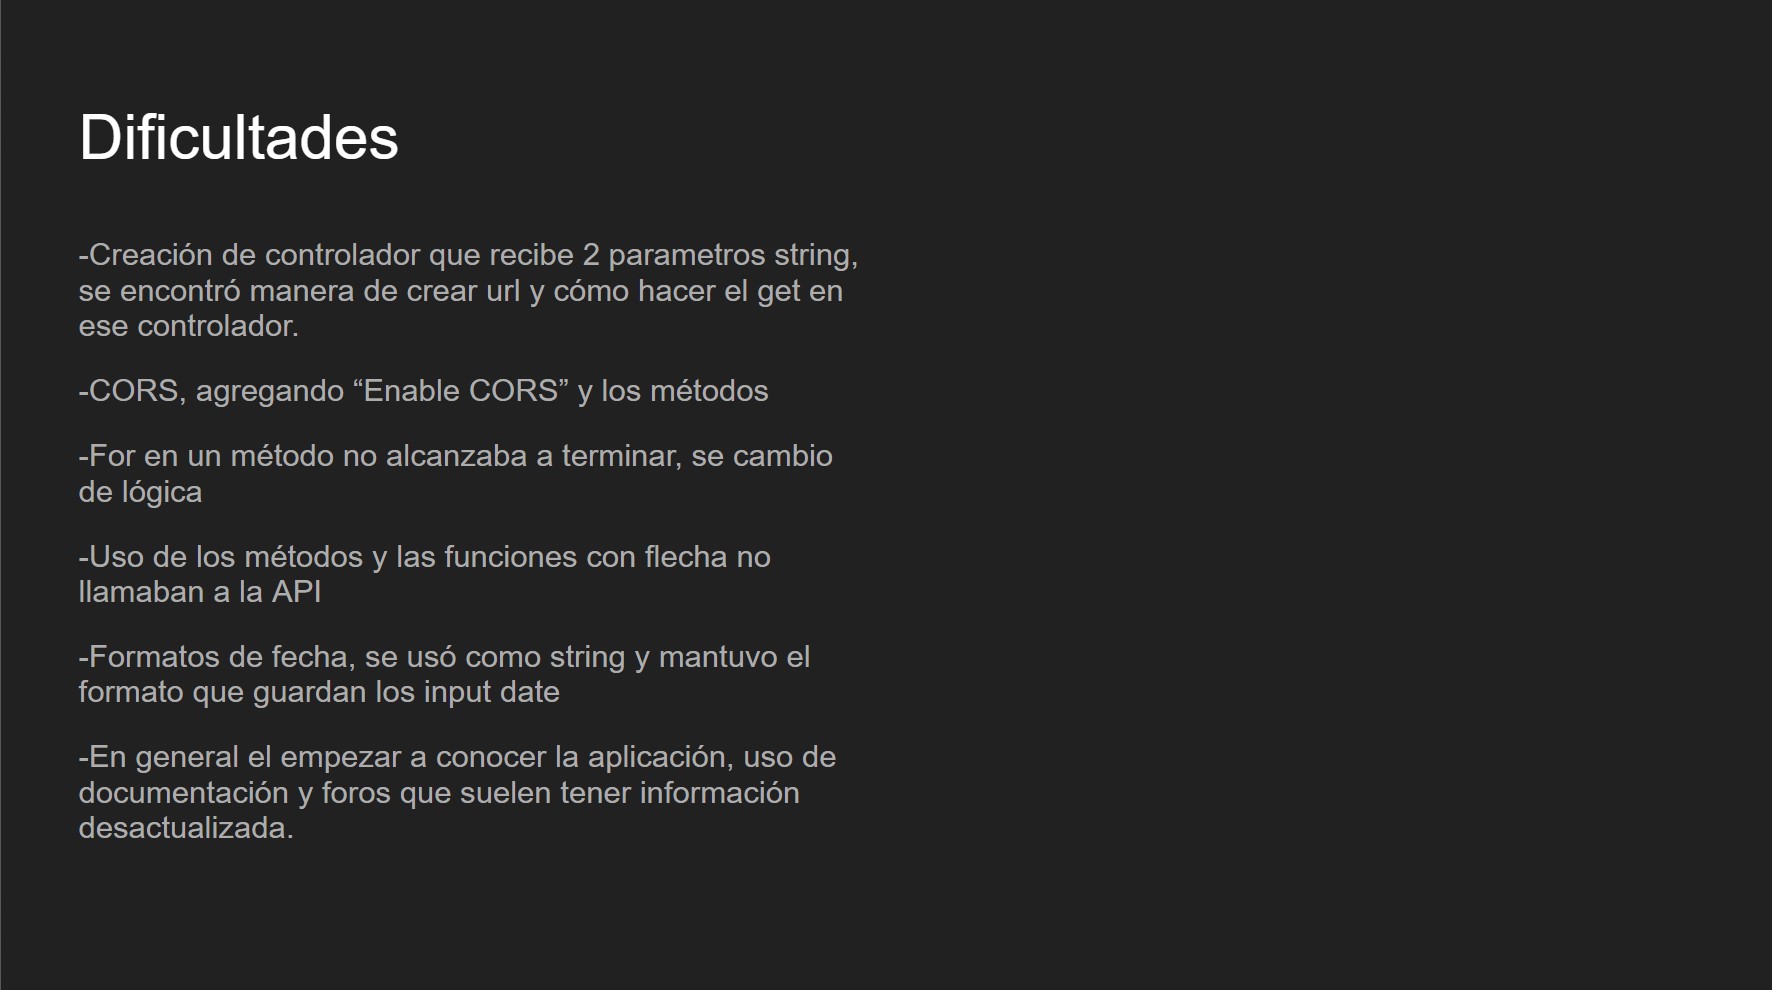 Dificultades
-Creación de controlador que recibe 2 parametros string,
se encontró manera de crear url y cómo hacer el get en
ese controlador.
-CORS, agregando “Enable CORS” y los métodos
-For en un método no alcanzaba a terminar, se cambio
de lógica
-Uso de los métodos y las funciones con flecha no
llamaban a la API
-Formatos de fecha, se usó como string y mantuvo el
formato que guardan los input date
-En general el empezar a conocer la aplicación, uso de
documentación y foros que suelen tener información
desactualizada.